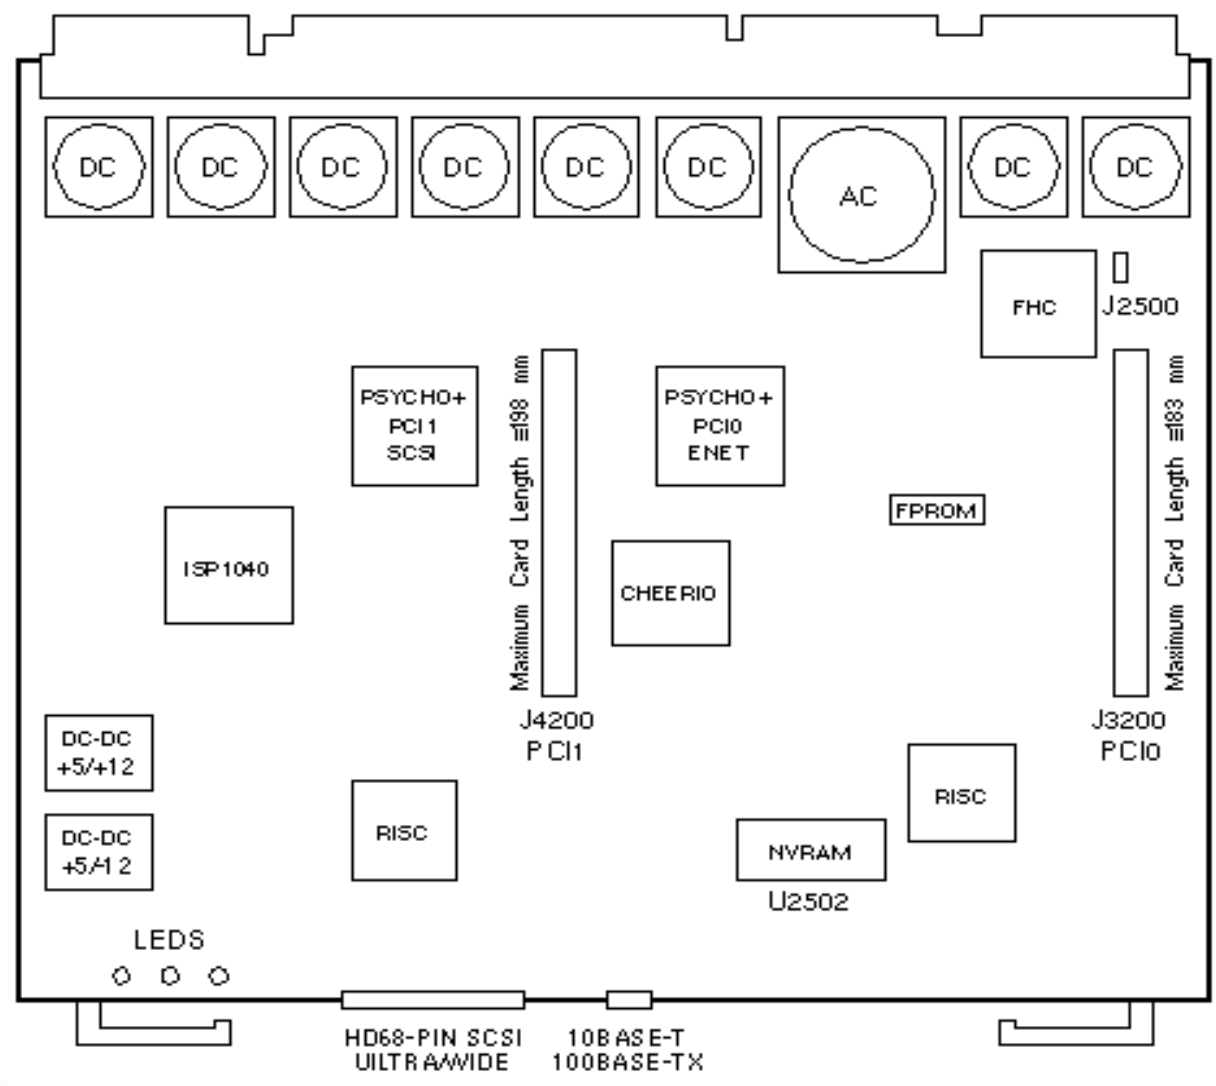 DC
DC
DC
DC
DC
DC
AC
DC
DC
FHC
J2500
PSYCHO+
PCI1
SCSI
Maximum Card Length ≡198 mm
PSYCHO+
PCI0
ENET
Maximum Card Length ≡183 mm
FPROM
ISP1040
CHEERIO
J4200
PCI1
J3200
PCI0
DC-DC
+5/+12
DC-DC
+5/-12
RISC
RISC
NVRAM
U2502
LEDS
HD68-PIN SCSI
UILTRA/WIDE
10BASE-T
100BASE-TX